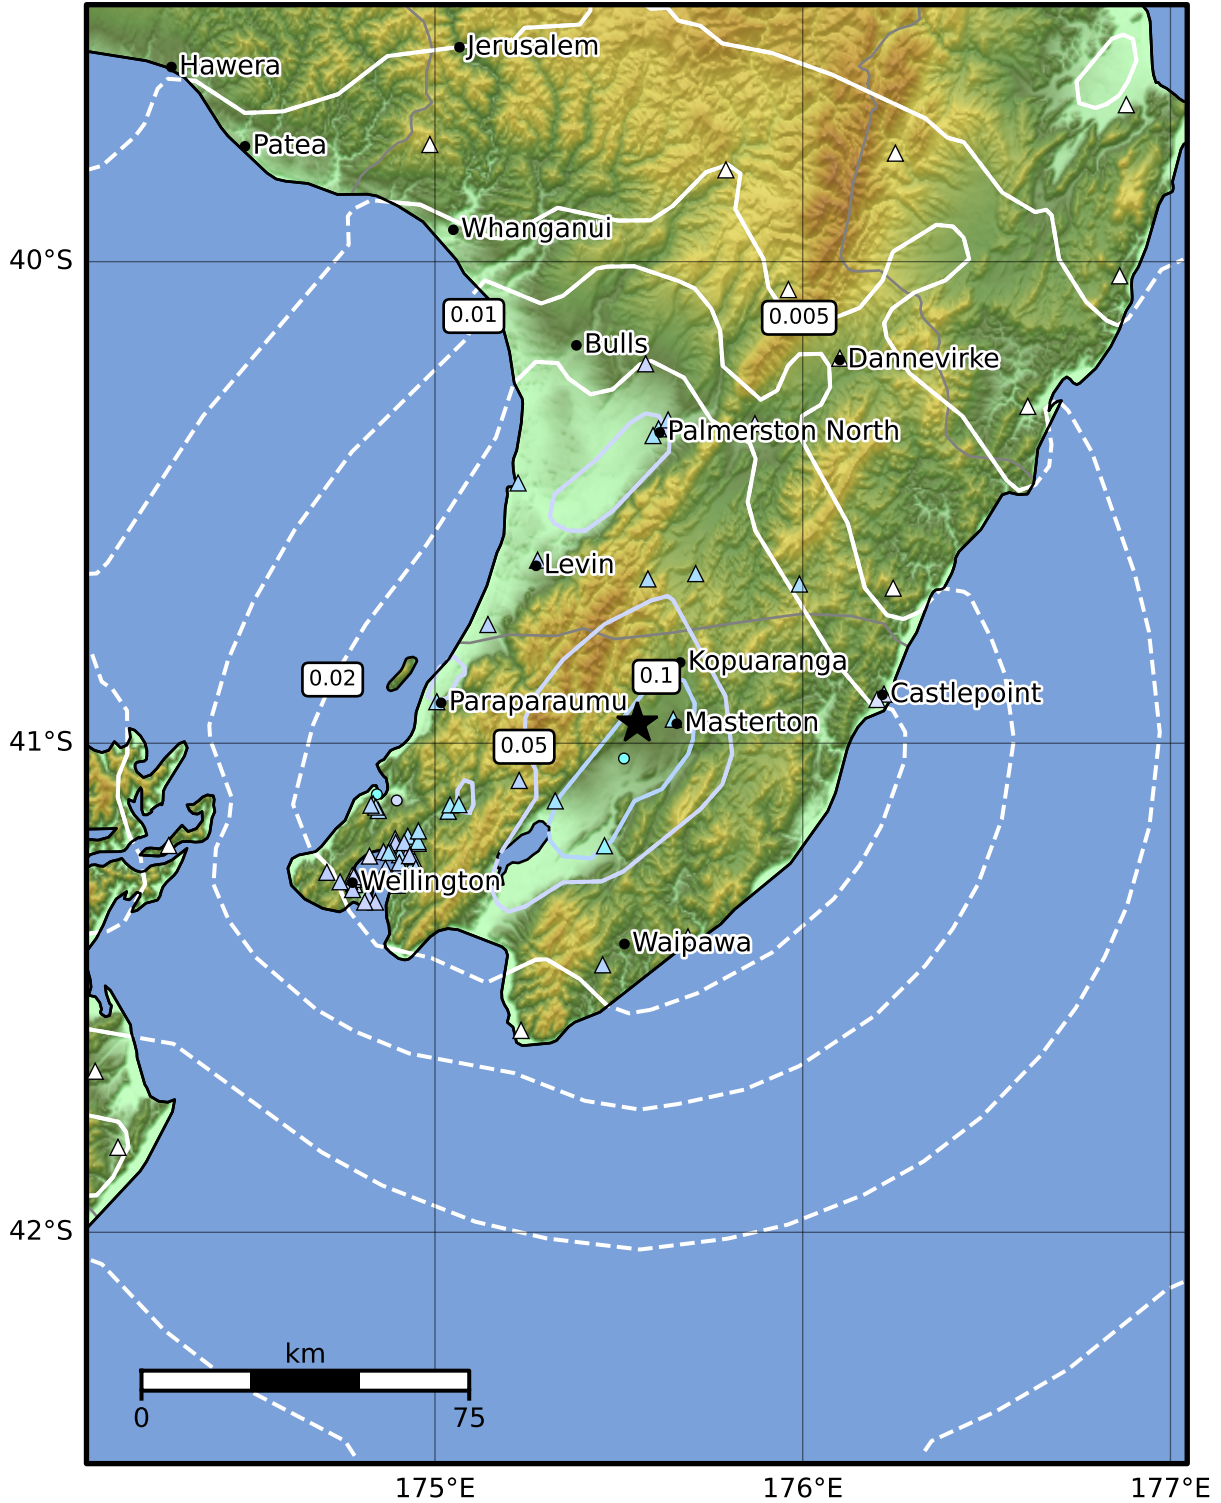 Jerusalem
Hawera
Patea
Whanganui
40°S
0.01
0.005
Bulls
Dannevirke
Palmerston North
Levin
Kopuaranga
0.02
0.1
Castlepoint
Paraparaumu
Masterton
41°S
0.05
Wellington
Waipawa
42°S
km
0 75
175°E 176°E 177°E